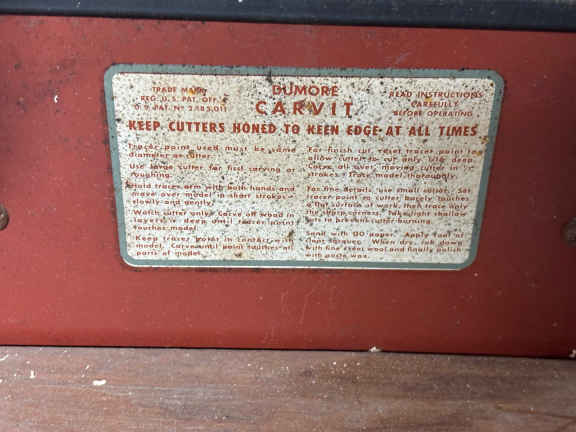 TRADE MARK
REG. U.S. PAT. OFF. &
U.S. PAT. No 2,185,011
DUMORE
CARVIT
READ INSTRUCTIONS
CAREFULLY
BEFORE OPERATING
KEEP CUTTERS HONED TO KEEN EDGE AT ALL TIMES
Tracer point used must be same
diameter as cutter.
Use large cutter for first carving or
roughing.
Hold tracer arm with both hands and
move over model in short strokes -
slowly and gently.
Watch cutter only! Carve off wood in
layers deep until tracer point
touches model.
Keep tracer point in contact with
model. Carve until point touches all
parts of model.
For finish cut, reset tracer point to
allow cutter to cut only deep.
Carve all over moving cutter in
strokes. Trace model thoroughly.
For fine details, use small cutter. Set
tracer point so cutter barely touches
flat surface of work, then trace only
the sharp corners. Take light shallow
cuts to prevent cutter burning.
Sand with 00 paper. Apply coat of
lacquer. When dry, rub down
with fine steel wool and finally polish
with paste wax.